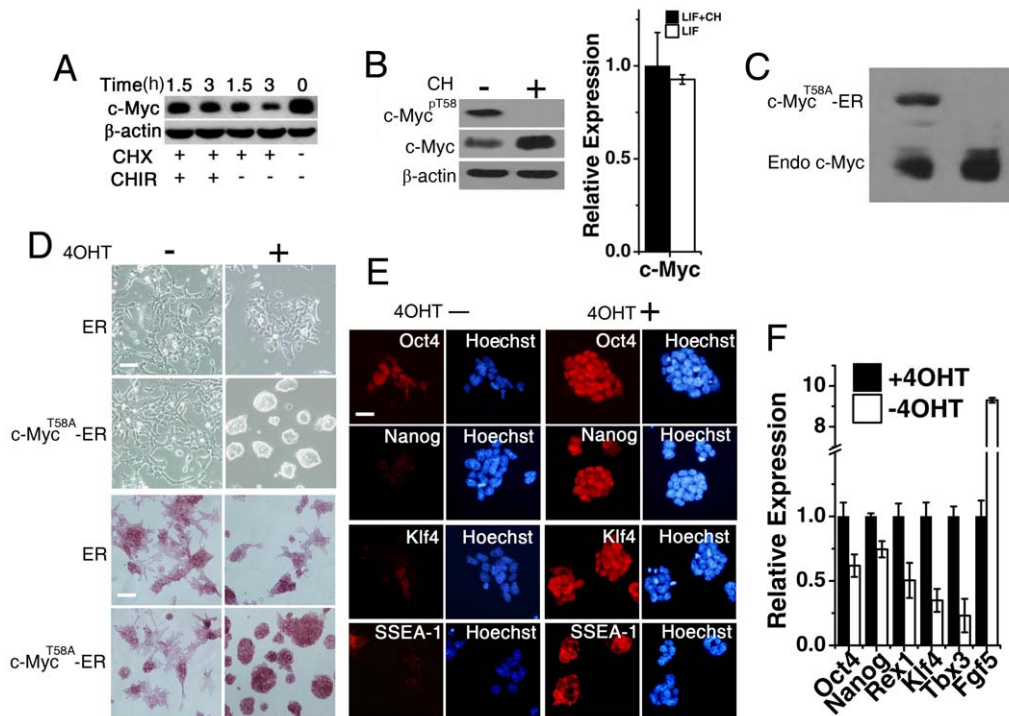 A
Time(h) 1.5 3 1.5 3 0
c-Myc
β-actin
CHX + + + + -
CHIR + + - - -
B
CH - +
c-Myc pT58
c-Myc
β-actin
Relative Expression
LIF+CH
LIF
1.0
0.5
0.0
c-Myc
C
c-Myc T58A -ER
Endo c-Myc
D
4OHT - +
ER
c-Myc T58A -ER
ER
c-Myc T58A -ER
E
4OHT — 4OHT +
Oct4 Hoechst Oct4 Hoechst
Nanog Hoechst Nanog Hoechst
Klf4 Hoechst Klf4 Hoechst
SSEA-1 Hoechst SSEA-1 Hoechst
F
+4OHT
-4OHT
Relative Expression
10
9
8
1.0
0.5
0.0
Oct4 Nanog Rex1 Klf4 Tbx3 Fgf5